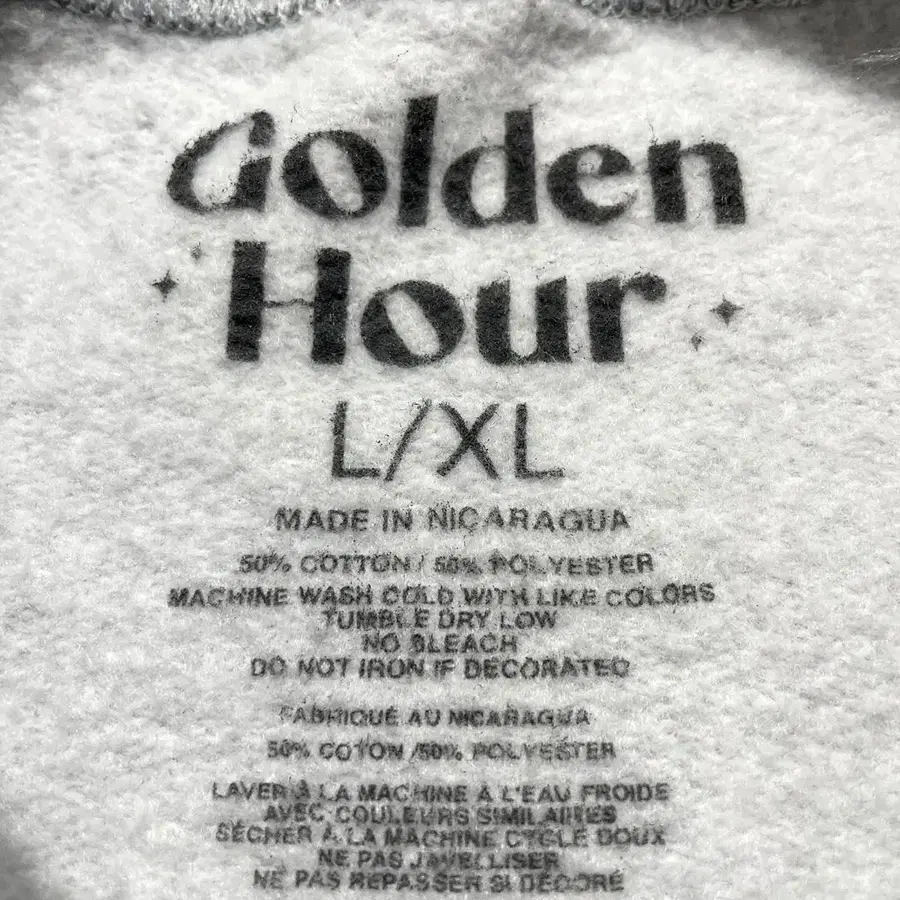 Golden
Hour
L/XL
MADE IN NICARAGUA
50% COTTON / 50% POLYESTER
MACHINE WASH COLD WITH LIKE COLORS
TUMBLE DRY LOW
NO BLEACH
DO NOT IRON IF DECORATED
FABRIQUÉ AU NICARAGUA
50% COTON /50% POLYESTER
LAVER À LA MACHINE À L'EAU FROIDE
AVEC COULEURS SIMILAIRES
SÉCHER À LA MACHINE CYCLE DOUX
NE PAS JAVELLISER
NE PAS REPASSER SI DÉCORÉ